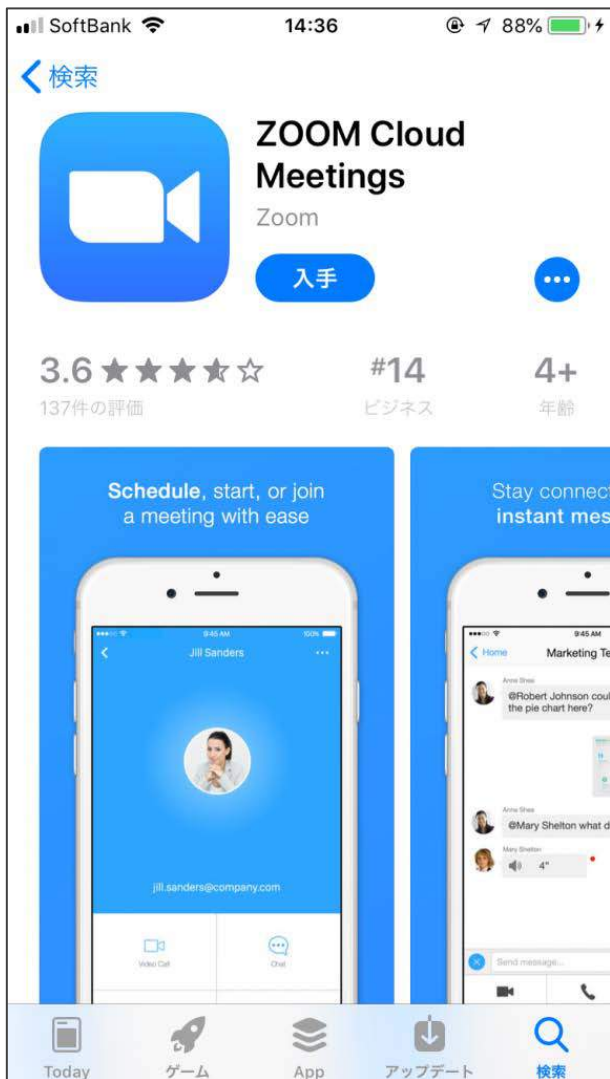 SoftBank 14:36 88%
検索
ZOOM Cloud
Meetings
Zoom
入手
3.6 #14 4+
137件の評価 ビジネス 年齢
Schedule, start, or join
a meeting with ease
9:45 AM 100%
Jill Sanders
jill.sanders@company.com
Video Call Chat
Stay connect
instant mes
9:45 AM
Home Marketing Te
Anne Shea
@Robert Johnson coul
the pie chart here?
Anne Shea
@Mary Shelton what d
Mary Shelton
4"
Send message...
Today ゲーム App アップデート 検索